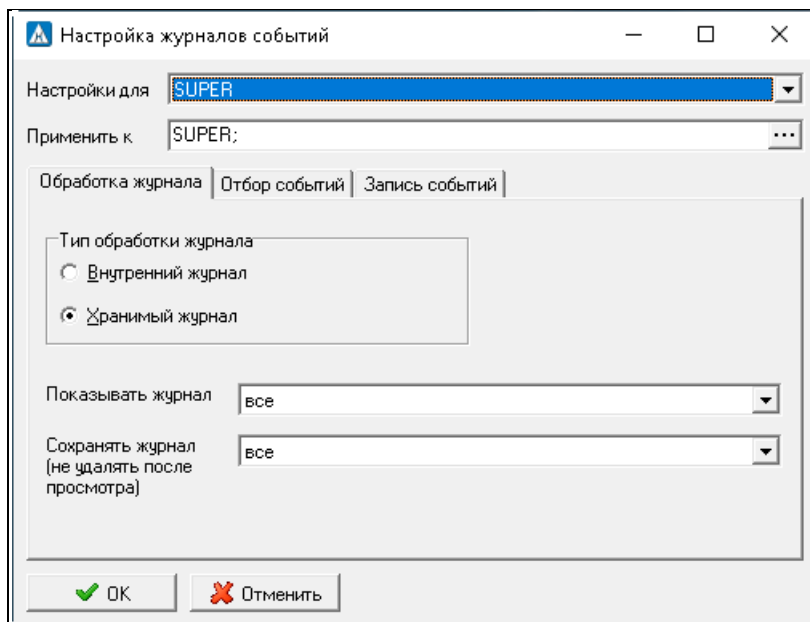 Настройка журналов событий
Настройки для SUPER
Применить к SUPER; ...
Обработка журнала Отбор событий Запись событий
Тип обработки журнала
Внутренний журнал
Хранимый журнал
Показывать журнал все
Сохранять журнал все
(не удалять после
просмотра)
OK Отменить